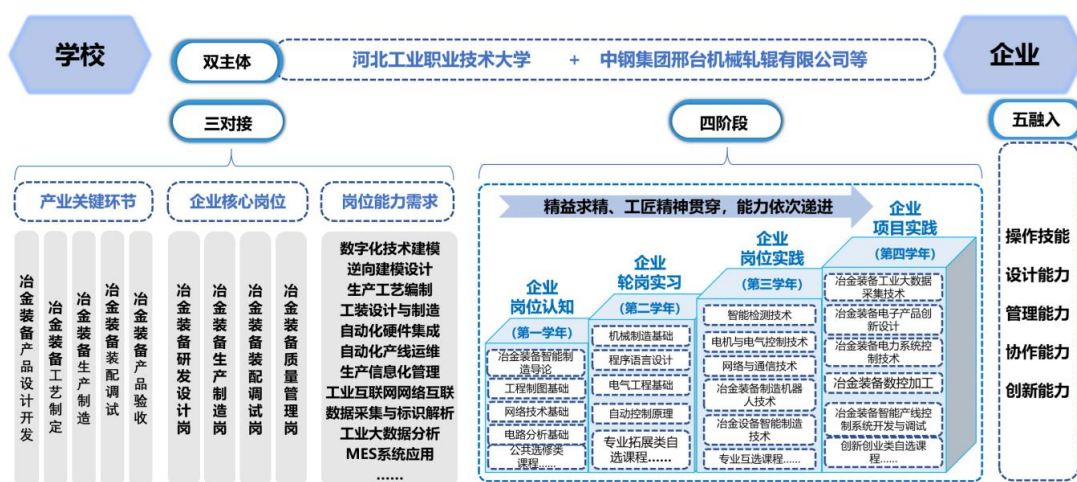 学校
双主体
河北工业职业技术大学 + 中钢集团邢台机械轧辊有限公司等
企业
三对接
四阶段
五融入
产业关键环节
企业核心岗位
岗位能力需求
冶金装备产品设计开发
冶金装备工艺制定
冶金装备生产制造
冶金装备装配调试
冶金装备产品验收
冶金装备研发设计岗
冶金装备生产制造岗
冶金装备装配调试岗
冶金装备质量管理岗
数字化技术建模
逆向建模设计
生产工艺编制
工装设计与制造
自动化硬件集成
自动化产线运维
生产信息化管理
工业互联网网络互联
数据采集与标识解析
工业大数据分析
MES系统应用
......
精益求精、工匠精神贯穿，能力依次递进
企业
岗位认知
(第一学年)
冶金装备智能制
造导论
工程制图基础
网络技术基础
电路分析基础
公共选修类
课程......
企业
轮岗实习
(第二学年)
机械制造基础
程序语言设计
电气工程基础
自动控制原理
专业拓展类自
选课程......
企业
岗位实践
(第三学年)
智能检测技术
电机与电气控制技术
网络与通信技术
冶金装备制造机器
人技术
冶金设备智能制造
技术
专业互选课程......
企业
项目实践
(第四学年)
冶金装备工业大数据
采集技术
冶金装备电子产品创
新设计
冶金装备电力系统控
制技术
冶金装备数控加工
冶金装备智能产线控
制系统开发与调试
创新创业类自选课
程......
操作技能
设计能力
管理能力
协作能力
创新能力